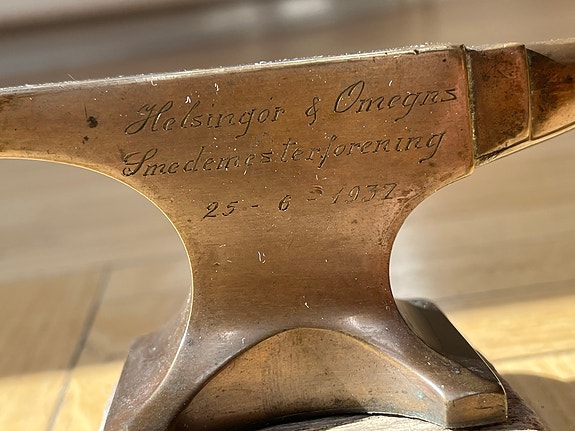 Helsingør & Omegns
Smedemesterforening
25 - 6 - 1937